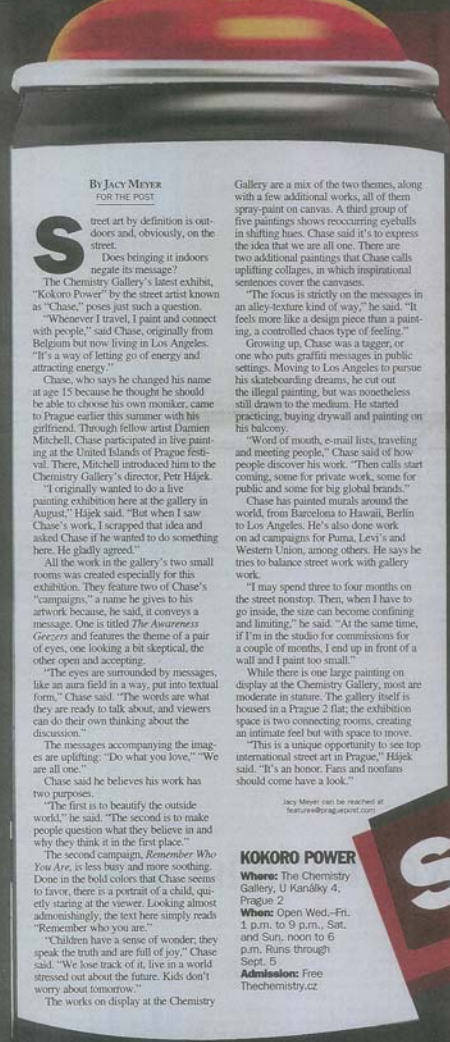 BY JACY MEYER
FOR THE POST
Street art by definition is out-
doors and, obviously, on the
street.
Does bringing it indoors
negate its message?
The Chemistry Gallery's latest exhibit,
"Kokoro Power" by the street artist known
as "Chase," poses just such a question.
"Whenever I travel, I paint and connect
with people," said Chase, originally from
Belgium but now living in Los Angeles.
"It's a way of letting go of energy and
attracting energy."
Chase, who says he changed his name
at age 15 because he thought he should
be able to choose his own moniker, came
to Prague earlier this summer with his
girlfriend. Through fellow artist Damien
Mitchell, Chase participated in live paint-
ing at the United Islands of Prague festi-
val. There, Mitchell introduced him to the
Chemistry Gallery's director, Petr Hájek.
"I originally wanted to do a live
painting exhibition here at the gallery in
August," Hájek said. "But when I saw
Chase's work, I scrapped that idea and
asked Chase if he wanted to do something
here. He gladly agreed."
All the work in the gallery's two small
rooms was created especially for this
exhibition. They feature two of Chase's
"campaigns," a name he gives to his
artwork because, he said, it conveys a
message. One is titled The Awareness
Geezers and features the theme of a pair
of eyes, one looking a bit skeptical, the
other open and accepting.
"The eyes are surrounded by messages,
like an aura field in a way, put into textual
form," Chase said. "The words are what
they are ready to talk about, and viewers
can do their own thinking about the
discussion."
The messages accompanying the imag-
es are uplifting: "Do what you love," "We
are all one."
Chase said he believes his work has
two purposes.
"The first is to beautify the outside
world," he said. "The second is to make
people question what they believe in and
why they think it in the first place."
The second campaign, Remember Who
You Are, is less busy and more soothing.
Done in the bold colors that Chase seems
to favor, there is a portrait of a child, qui-
etly staring at the viewer. Looking almost
admonishingly, the text here simply reads
"Remember who you are."
"Children have a sense of wonder; they
speak the truth and are full of joy," Chase
said. "We lose track of it, live in a world
stressed out about the future. Kids don't
worry about tomorrow."
The works on display at the Chemistry
Gallery are a mix of the two themes, along
with a few additional works, all of them
spray-paint on canvas. A third group of
five paintings shows reoccurring eyeballs
in shifting hues. Chase said it's to express
the idea that we are all one. There are
two additional paintings that Chase calls
uplifting collages, in which inspirational
sentences cover the canvases.
"The focus is strictly on the messages in
an alley-texture kind of way," he said. "It
feels more like a design piece than a paint-
ing, a controlled chaos type of feeling."
Growing up, Chase was a tagger, or
one who puts graffiti messages in public
settings. Moving to Los Angeles to pursue
his skateboarding dreams, he cut out
the illegal painting, but was nonetheless
still drawn to the medium. He started
practicing, buying drywall and painting on
his balcony.
"Word of mouth, e-mail lists, traveling
and meeting people," Chase said of how
people discover his work. "Then calls start
coming, some for private work, some for
public and some for big global brands."
Chase has painted murals around the
world, from Barcelona to Hawaii, Berlin
to Los Angeles. He's also done work
on ad campaigns for Puma, Levi's and
Western Union, among others. He says he
tries to balance street work with gallery
work.
"I may spend three to four months on
the street nonstop. Then, when I have to
go inside, the size can become confining
and limiting," he said. "At the same time,
if I'm in the studio for commissions for
a couple of months, I end up in front of a
wall and I paint too small."
While there is one large painting on
display at the Chemistry Gallery, most are
moderate in stature. The gallery itself is
housed in a Prague 2 flat; the exhibition
space is two connecting rooms, creating
an intimate feel but with space to move.
"This is a unique opportunity to see top
international street art in Prague," Hájek
said. "It's an honor. Fans and nonfans
should come have a look."
Jacy Meyer can be reached at
features@praguepost.com
KOKORO POWER
Where: The Chemistry
Gallery, U Kanálky 4,
Prague 2
When: Open Wed.–Fri.
1 p.m. to 9 p.m., Sat.
and Sun. noon to 6
p.m. Runs through
Sept. 5
Admission: Free
Thechemistry.cz
S